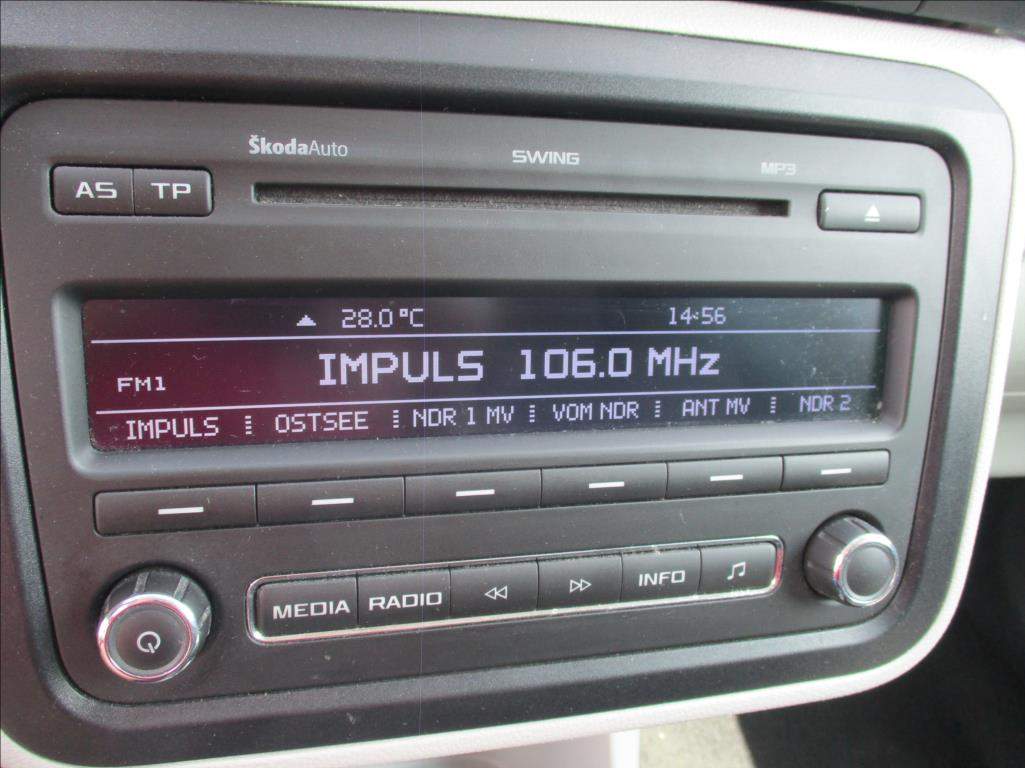 ŠkodaAuto SWING MP3
AS TP
28.0°C 14:56
FM1 IMPULS 106.0 MHz
IMPULS OSTSEE NDR 1 MV VOM NDR ANT MV NDR 2
MEDIA RADIO INFO